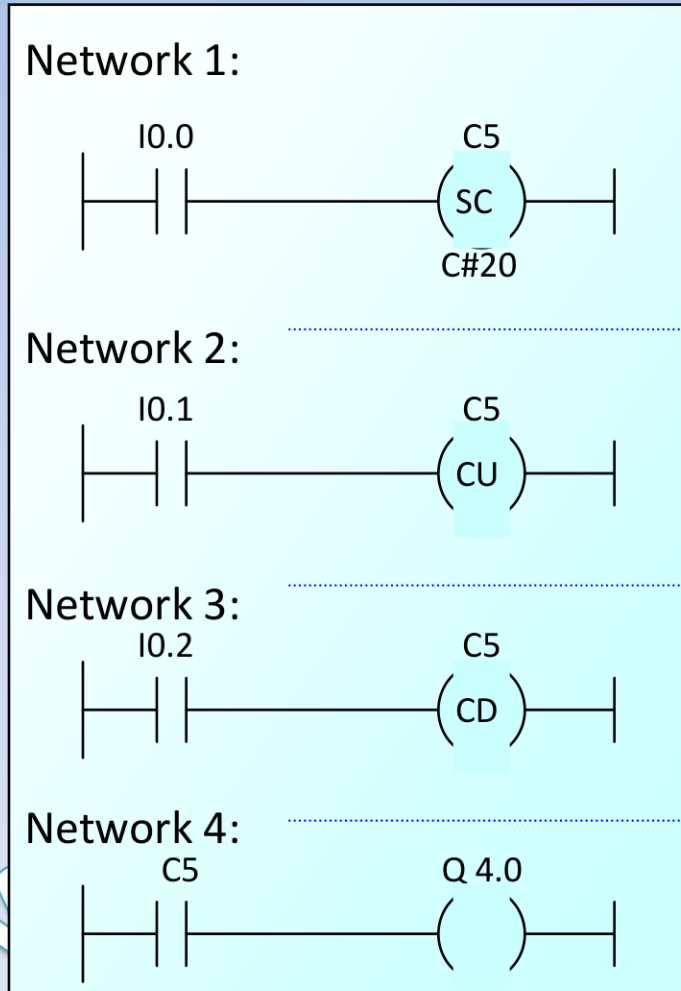 Network 1:
I0.0 C5
SC
C#20
Network 2:
I0.1 C5
CU
Network 3:
I0.2 C5
CD
Network 4:
C5 Q 4.0